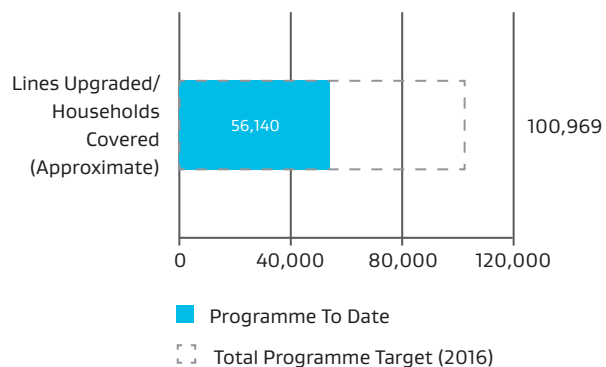 Lines Upgraded/
Households
Covered
(Approximate)
56,140
100,969
0 40,000 80,000 120,000
Programme To Date
Total Programme Target (2016)